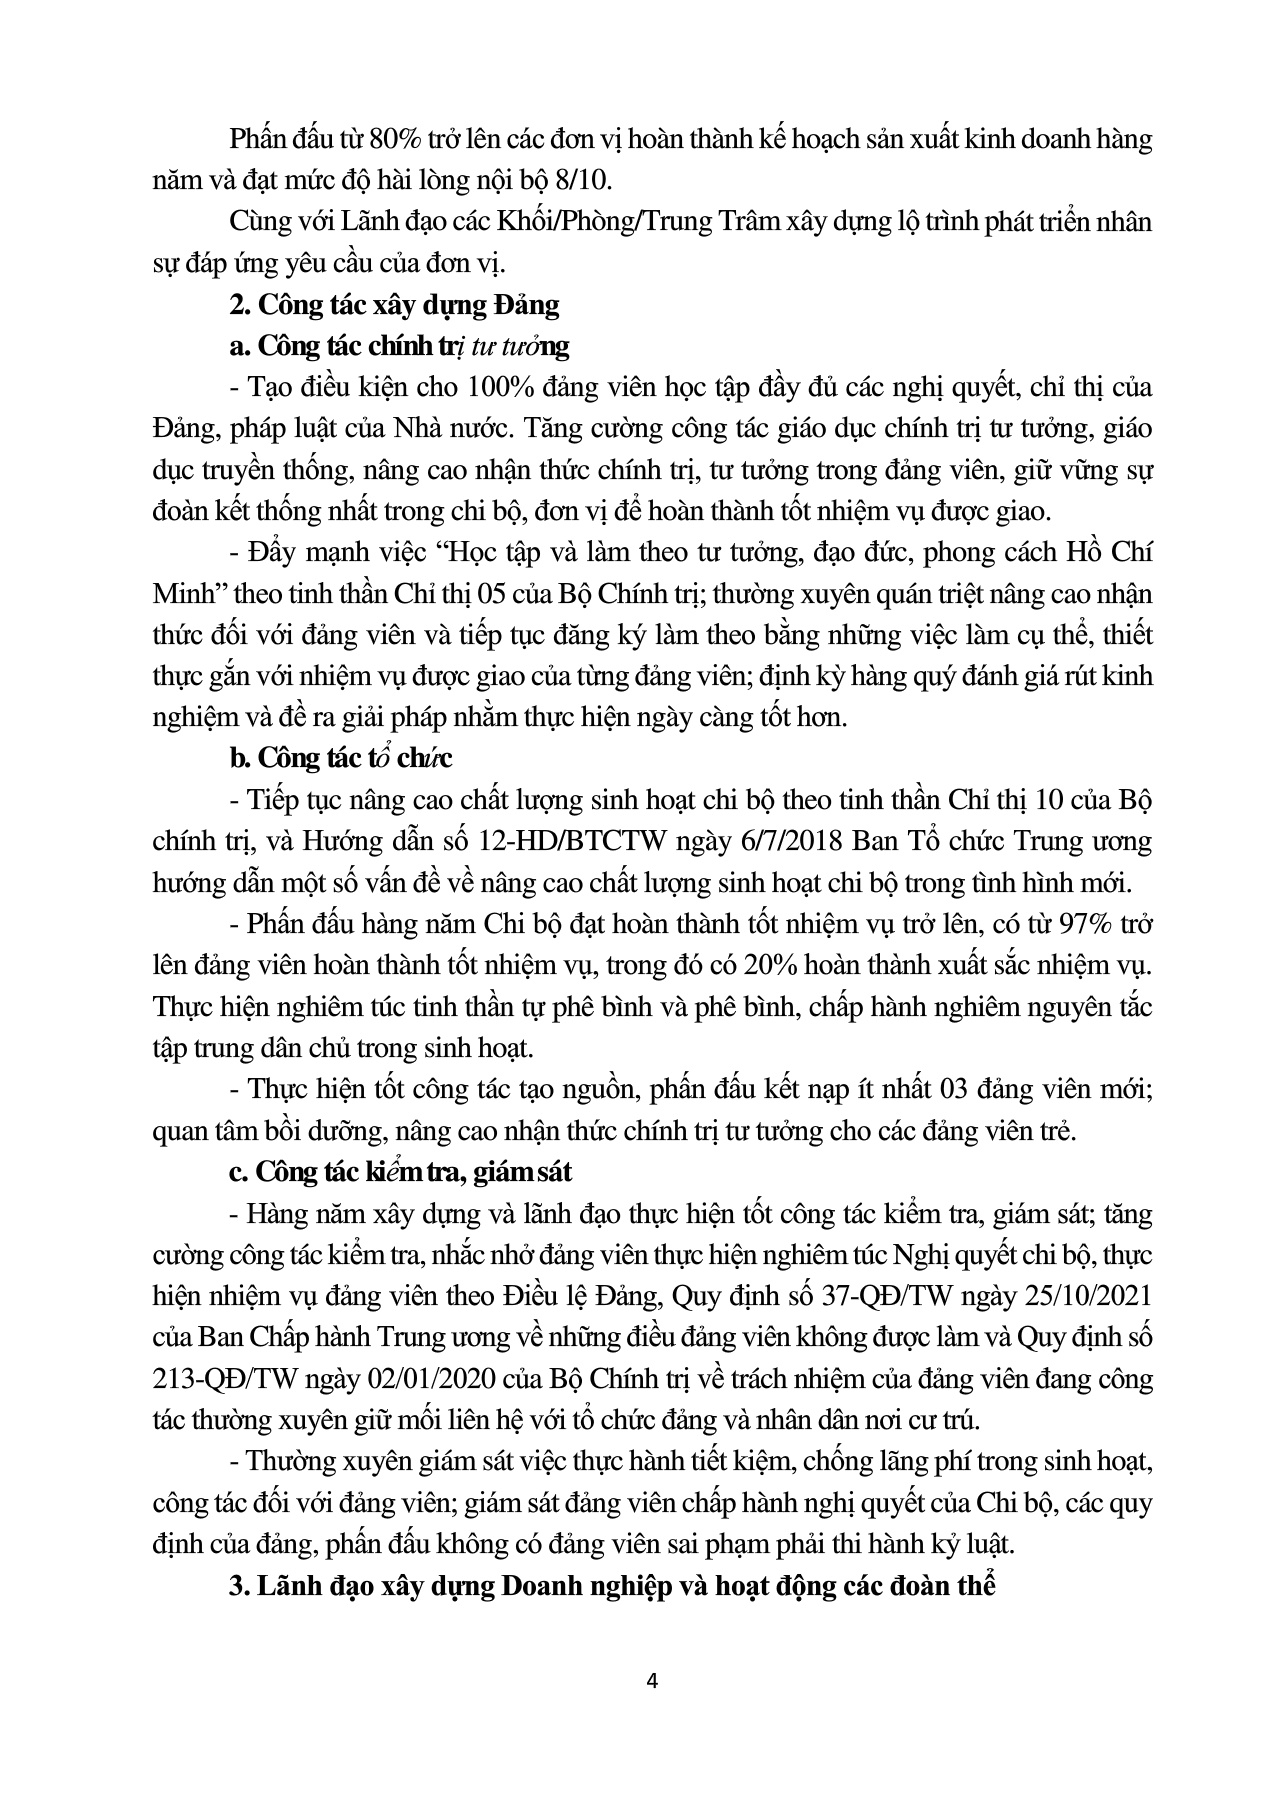 Phấn đấu từ 80% trở lên các đơn vị hoàn thành kế hoạch sản xuất kinh doanh hàng
năm và đạt mức độ hài lòng nội bộ 8/10.
Cùng với Lãnh đạo các Khối/Phòng/Trung Trâm xây dựng lộ trình phát triển nhân
sự đáp ứng yêu cầu của đơn vị.
2. Công tác xây dựng Đảng
a. Công tác chính trị tư tưởng
- Tạo điều kiện cho 100% đảng viên học tập đầy đủ các nghị quyết, chỉ thị của
Đảng, pháp luật của Nhà nước. Tăng cường công tác giáo dục chính trị tư tưởng, giáo
dục truyền thống, nâng cao nhận thức chính trị, tư tưởng trong đảng viên, giữ vững sự
đoàn kết thống nhất trong chi bộ, đơn vị để hoàn thành tốt nhiệm vụ được giao.
- Đẩy mạnh việc “Học tập và làm theo tư tưởng, đạo đức, phong cách Hồ Chí
Minh” theo tinh thần Chỉ thị 05 của Bộ Chính trị; thường xuyên quán triệt nâng cao nhận
thức đối với đảng viên và tiếp tục đăng ký làm theo bằng những việc làm cụ thể, thiết
thực gắn với nhiệm vụ được giao của từng đảng viên; định kỳ hàng quý đánh giá rút kinh
nghiệm và đề ra giải pháp nhằm thực hiện ngày càng tốt hơn.
b. Công tác tổ chức
- Tiếp tục nâng cao chất lượng sinh hoạt chi bộ theo tinh thần Chỉ thị 10 của Bộ
chính trị, và Hướng dẫn số 12-HD/BTCTW ngày 6/7/2018 Ban Tổ chức Trung ương
hướng dẫn một số vấn đề về nâng cao chất lượng sinh hoạt chi bộ trong tình hình mới.
- Phấn đấu hàng năm Chi bộ đạt hoàn thành tốt nhiệm vụ trở lên, có từ 97% trở
lên đảng viên hoàn thành tốt nhiệm vụ, trong đó có 20% hoàn thành xuất sắc nhiệm vụ.
Thực hiện nghiêm túc tinh thần tự phê bình và phê bình, chấp hành nghiêm nguyên tắc
tập trung dân chủ trong sinh hoạt.
- Thực hiện tốt công tác tạo nguồn, phấn đấu kết nạp ít nhất 03 đảng viên mới;
quan tâm bồi dưỡng, nâng cao nhận thức chính trị tư tưởng cho các đảng viên trẻ.
c. Công tác kiểm tra, giám sát
- Hàng năm xây dựng và lãnh đạo thực hiện tốt công tác kiểm tra, giám sát; tăng
cường công tác kiểm tra, nhắc nhở đảng viên thực hiện nghiêm túc Nghị quyết chi bộ, thực
hiện nhiệm vụ đảng viên theo Điều lệ Đảng, Quy định số 37-QĐ/TW ngày 25/10/2021
của Ban Chấp hành Trung ương về những điều đảng viên không được làm và Quy định số
213-QĐ/TW ngày 02/01/2020 của Bộ Chính trị về trách nhiệm của đảng viên đang công
tác thường xuyên giữ mối liên hệ với tổ chức đảng và nhân dân nơi cư trú.
- Thường xuyên giám sát việc thực hành tiết kiệm, chống lãng phí trong sinh hoạt,
công tác đối với đảng viên; giám sát đảng viên chấp hành nghị quyết của Chi bộ, các quy
định của đảng, phấn đấu không có đảng viên sai phạm phải thi hành kỷ luật.
3. Lãnh đạo xây dựng Doanh nghiệp và hoạt động các đoàn thể
4